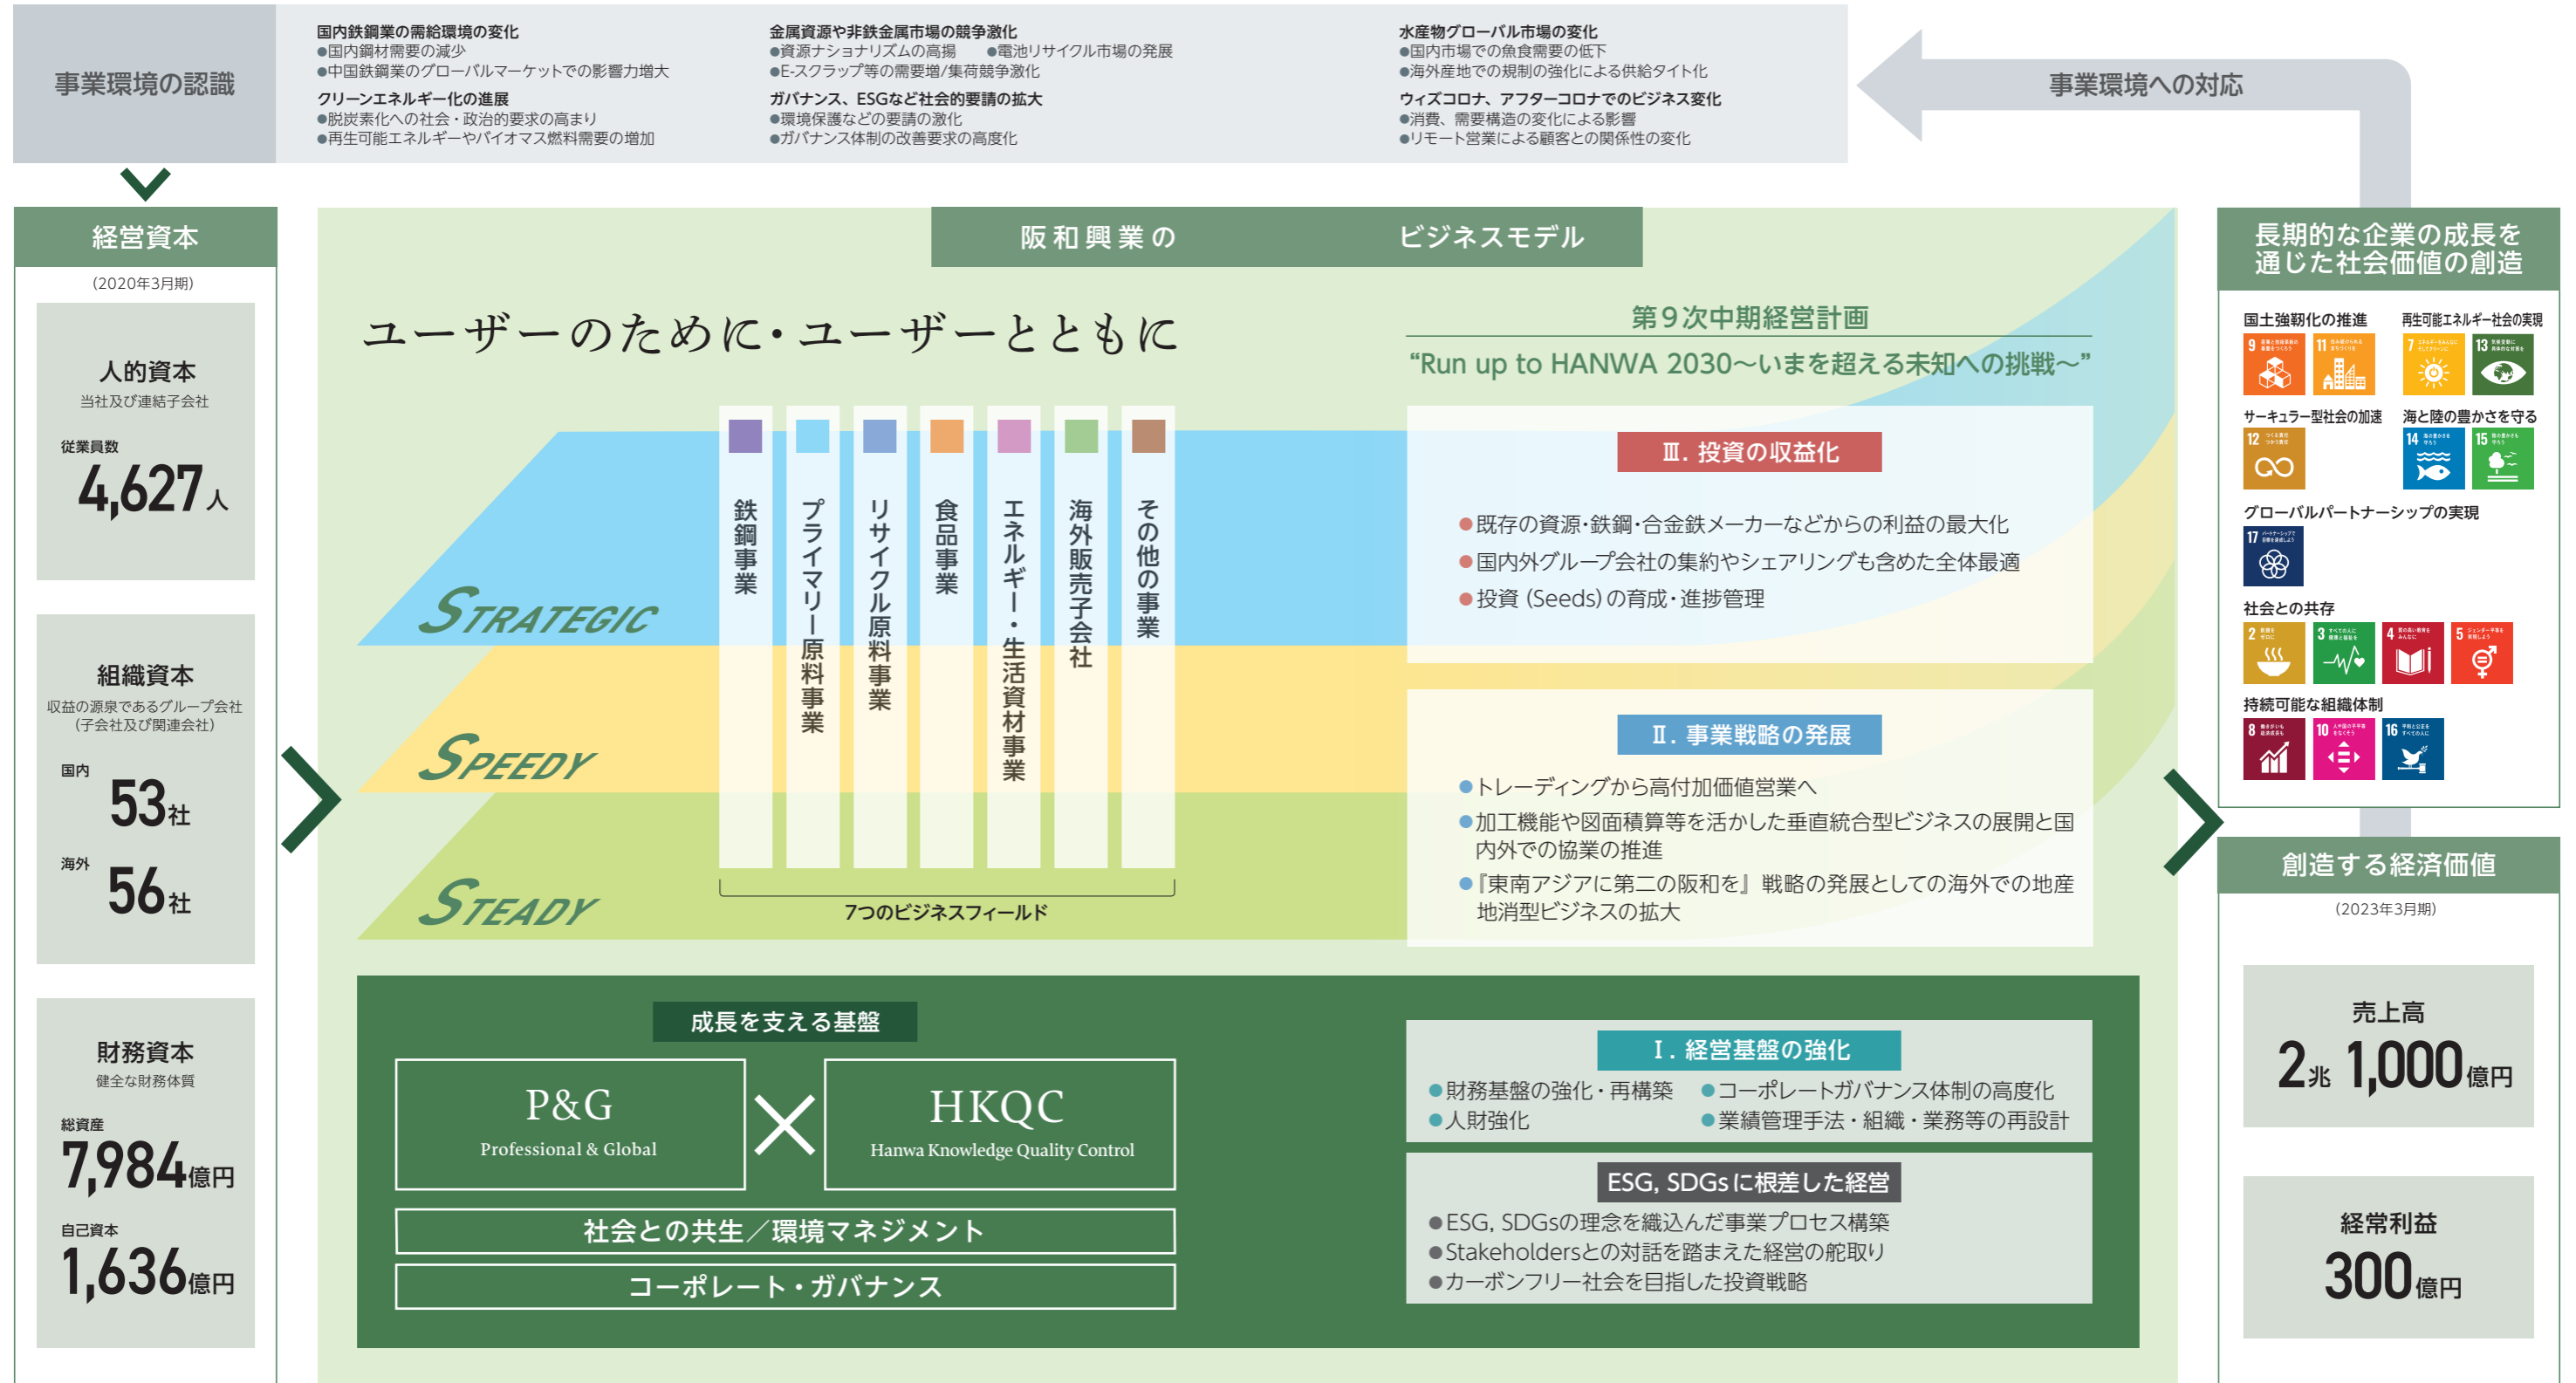 事業環境の認識
国内鉄鋼業の需給環境の変化
●国内鋼材需要の減少
●中国鉄鋼業のグローバルマーケットでの影響力増大
クリーンエネルギー化の進展
●脱炭素化への社会・政治的要求の高まり
●再生可能エネルギーやバイオマス燃料需要の増加
金属資源や非鉄金属市場の競争激化
●資源ナショナリズムの高揚 ●電池リサイクル市場の発展
●E-スクラップ等の需要増/集荷競争激化
ガバナンス、ESGなど社会的要請の拡大
●環境保護などの要請の激化
●ガバナンス体制の改善要求の高度化
水産物グローバル市場の変化
●国内市場での魚食需要の低下
●海外産地での規制の強化による供給タイト化
ウィズコロナ、アフターコロナでのビジネス変化
●消費、需要構造の変化による影響
●リモート営業による顧客との関係性の変化
事業環境への対応
経営資本
（2020年3月期）
人的資本
当社及び連結子会社
従業員数
4,627人
組織資本
収益の源泉であるグループ会社
（子会社及び関連会社）
国内
53社
海外
56社
財務資本
健全な財務体質
総資産
7,984億円
自己資本
1,636億円
阪和興業の ビジネスモデル
ユーザーのために・ユーザーとともに
STRATEGIC
SPEEDY
STEADY
鉄鋼事業
プライマリー原料事業
リサイクル原料事業
食品事業
エネルギー・生活資材事業
海外販売子会社
その他の事業
7つのビジネスフィールド
第9次中期経営計画
“Run up to HANWA 2030～いまを超える未知への挑戦～”
Ⅲ. 投資の収益化
●既存の資源・鉄鋼・合金鉄メーカーなどからの利益の最大化
●国内外グループ会社の集約やシェアリングも含めた全体最適
●投資（Seeds）の育成・進捗管理
Ⅱ. 事業戦略の発展
●トレーディングから高付加価値営業へ
●加工機能や図面積算等を活かした垂直統合型ビジネスの展開と国
内外での協業の推進
●『東南アジアに第二の阪和を』戦略の発展としての海外での地産
地消型ビジネスの拡大
成長を支える基盤
P&G
Professional & Global
HKQC
Hanwa Knowledge Quality Control
社会との共生／環境マネジメント
コーポレート・ガバナンス
Ⅰ. 経営基盤の強化
●財務基盤の強化・再構築 ●コーポレートガバナンス体制の高度化
●人財強化 ●業績管理手法・組織・業務等の再設計
ESG, SDGsに根差した経営
●ESG, SDGsの理念を織込んだ事業プロセス構築
●Stakeholdersとの対話を踏まえた経営の舵取り
●カーボンフリー社会を目指した投資戦略
長期的な企業の成長を
通じた社会価値の創造
国土強靭化の推進
9
11
再生可能エネルギー社会の実現
7
13
サーキュラー型社会の加速
12
海と陸の豊かさを守る
14
15
グローバルパートナーシップの実現
17
社会との共存
2
3
4
5
持続可能な組織体制
8
10
16
創造する経済価値
（2023年3月期）
売上高
2兆1,000億円
経常利益
300億円